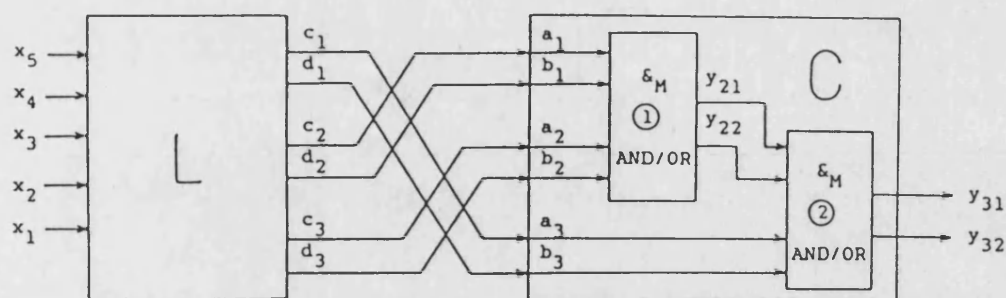 x5
x4
x3
x2
x1
L
c1
d1
c2
d2
c3
d3
a1
b1
a2
b2
a3
b3
&M
1
AND/OR
y21
y22
C
&M
2
AND/OR
y31
y32